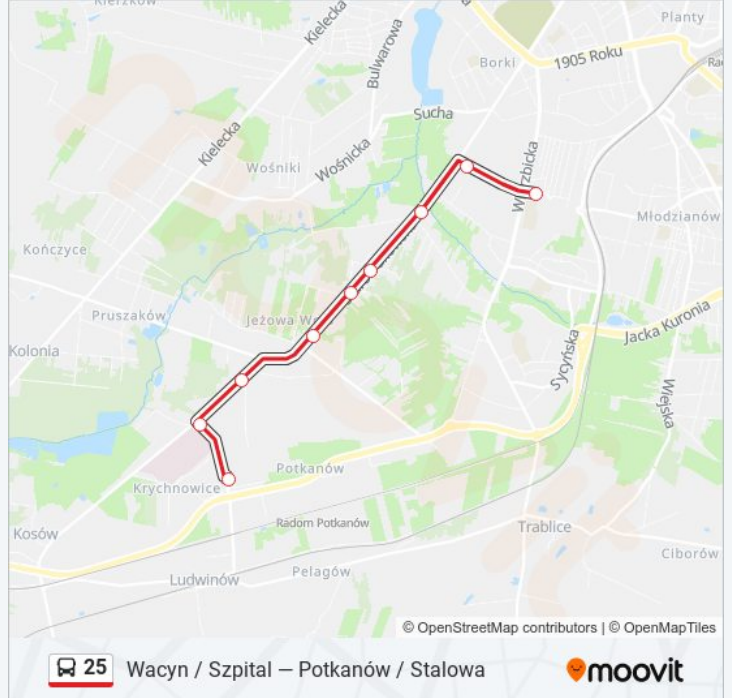 Kierzków
Kielecka
Bulwarowa
Planty
Borki
1905 Roku
Sucha
Kielecka
Wośnicka
Wośniki
Wierzbicka
Młodzianów
Kończyce
Pruszaków
Jeżowa Wo
Kolonia
Jacka Kuronia
Sycyńska
Wiejska
Potkanów
Krychnowice
Kosów
Radom Potkanów
Trablice
Ciborów
Ludwinów
Pelagów
© OpenStreetMap contributors | © OpenMapTiles
25 Wacyn / Szpital — Potkanów / Stalowa
moovit